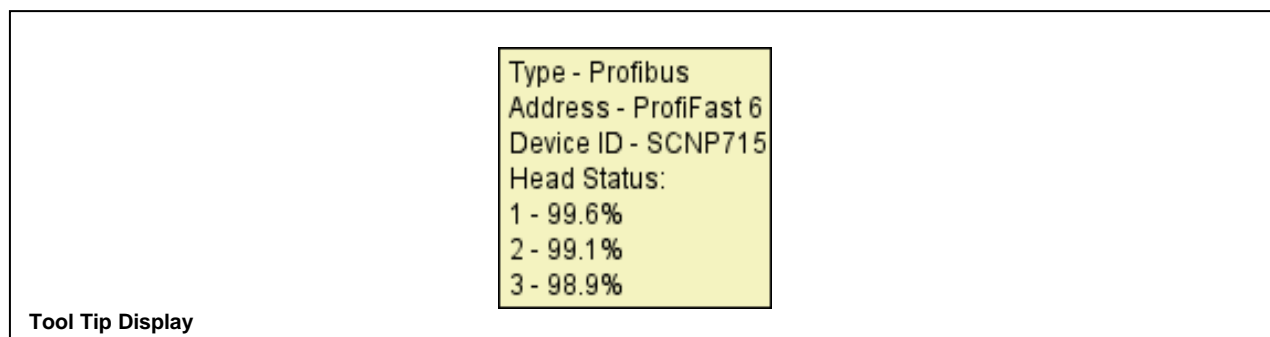 Type - Profibus
Address - ProfiFast 6
Device ID - SCNP715
Head Status:
1 - 99.6%
2 - 99.1%
3 - 98.9%
Tool Tip Display